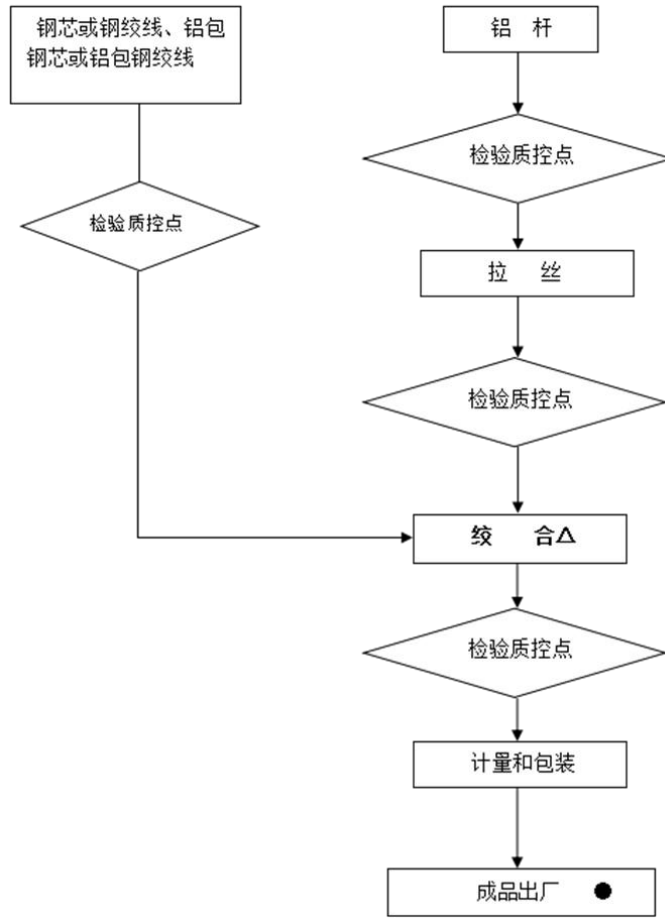 钢芯或钢绞线、铝包
钢芯或铝包钢绞线
检验质控点
铝 杆
检验质控点
拉 丝
检验质控点
绞 合Δ
检验质控点
计量和包装
成品出厂 ●